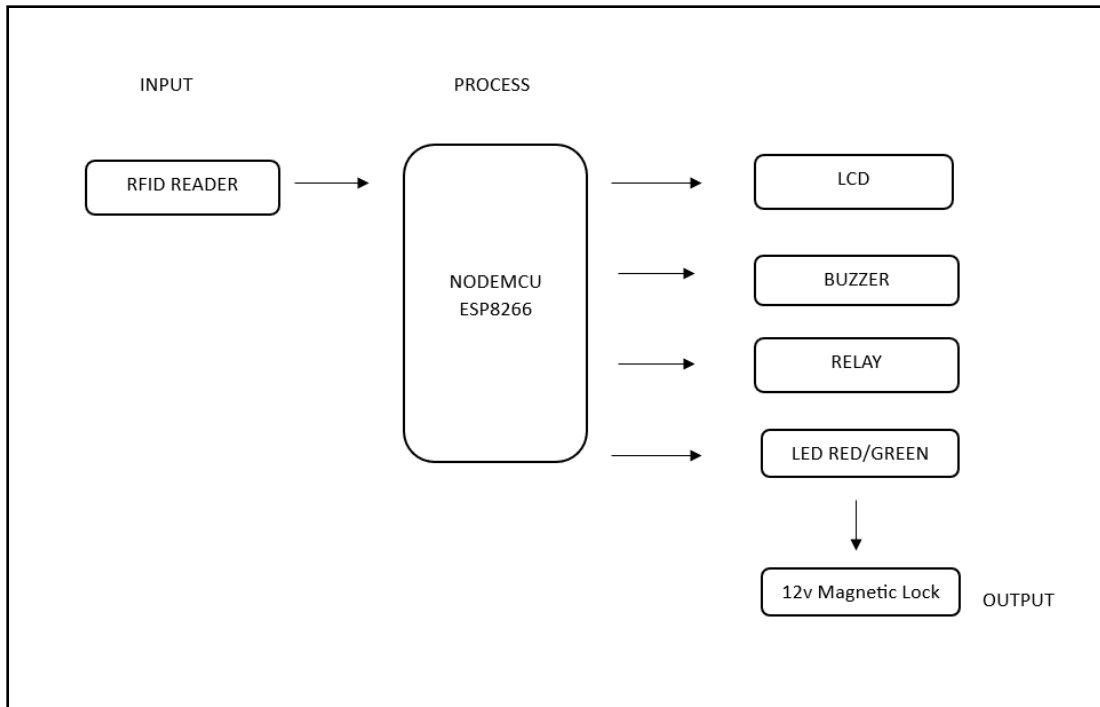 INPUT
PROCESS
RFID READER
NODEMCU
ESP8266
LCD
BUZZER
RELAY
LED RED/GREEN
12v Magnetic Lock
OUTPUT